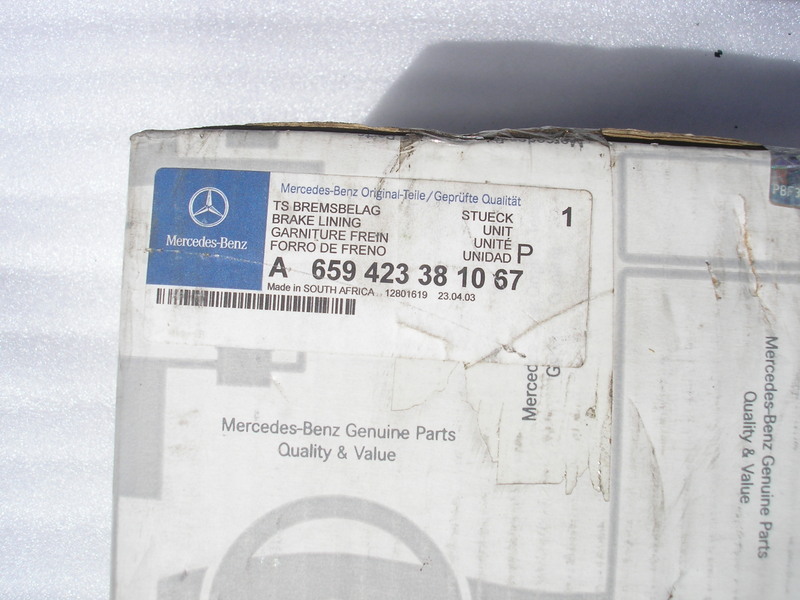 Mercedes-Benz
Mercedes-Benz Original-Teile/Geprüfte Qualität
TS BREMSBELAG STUECK 1
BRAKE LINING UNIT
GARNITURE FREIN UNITÉ
FORRO DE FRENO UNIDAD P
A 659 423 38 10 67
Made in SOUTH AFRICA 12801619 23.04.03
Mercedes-Benz Genuine Parts
Quality & Value
Mercedes-Benz Genuine Parts
Quality & Value